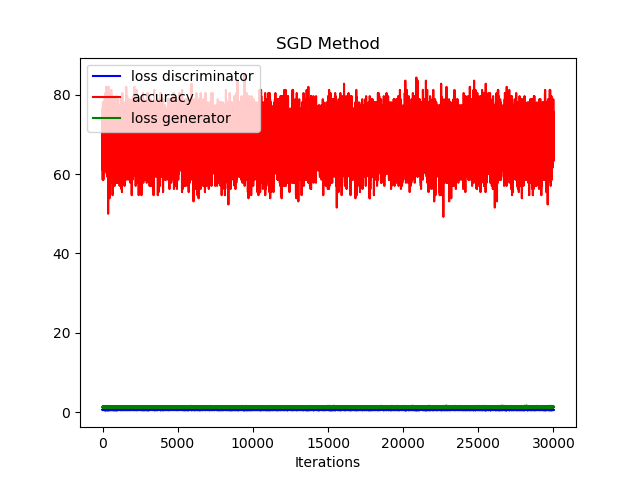 SGD Method
loss discriminator
accuracy
loss generator
80
60
40
20
0
0 5000 10000 15000 20000 25000 30000
Iterations